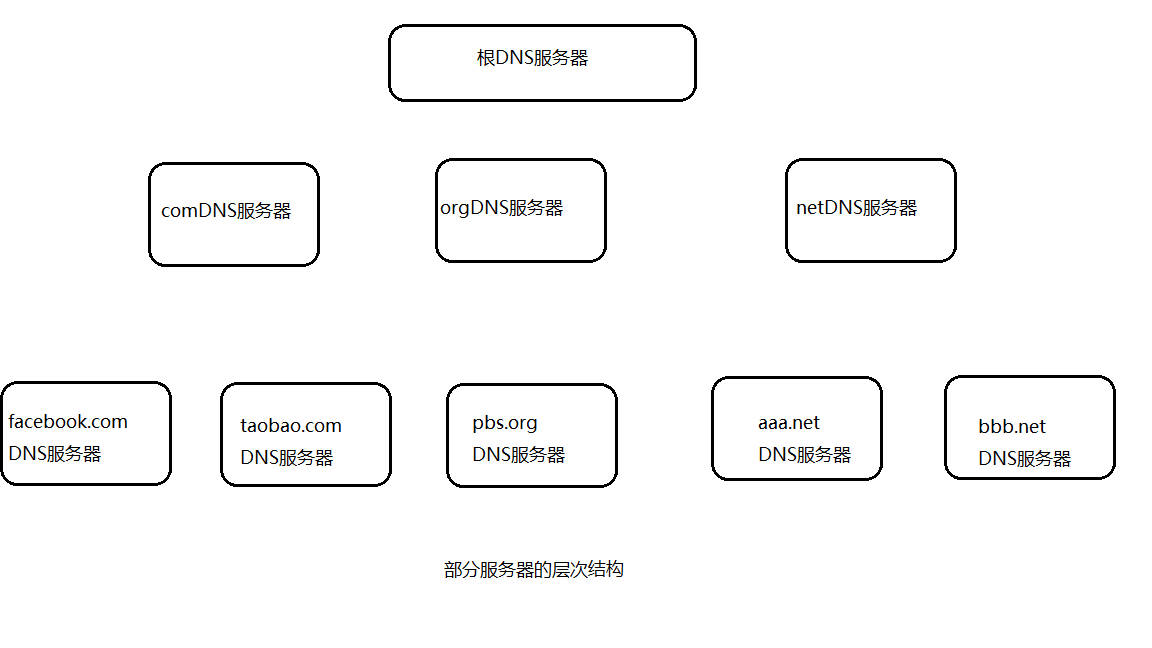 根DNS服务器
comDNS服务器
orgDNS服务器
netDNS服务器
facebook.com
DNS服务器
taobao.com
DNS服务器
pbs.org
DNS服务器
aaa.net
DNS服务器
bbb.net
DNS服务器
部分服务器的层次结构